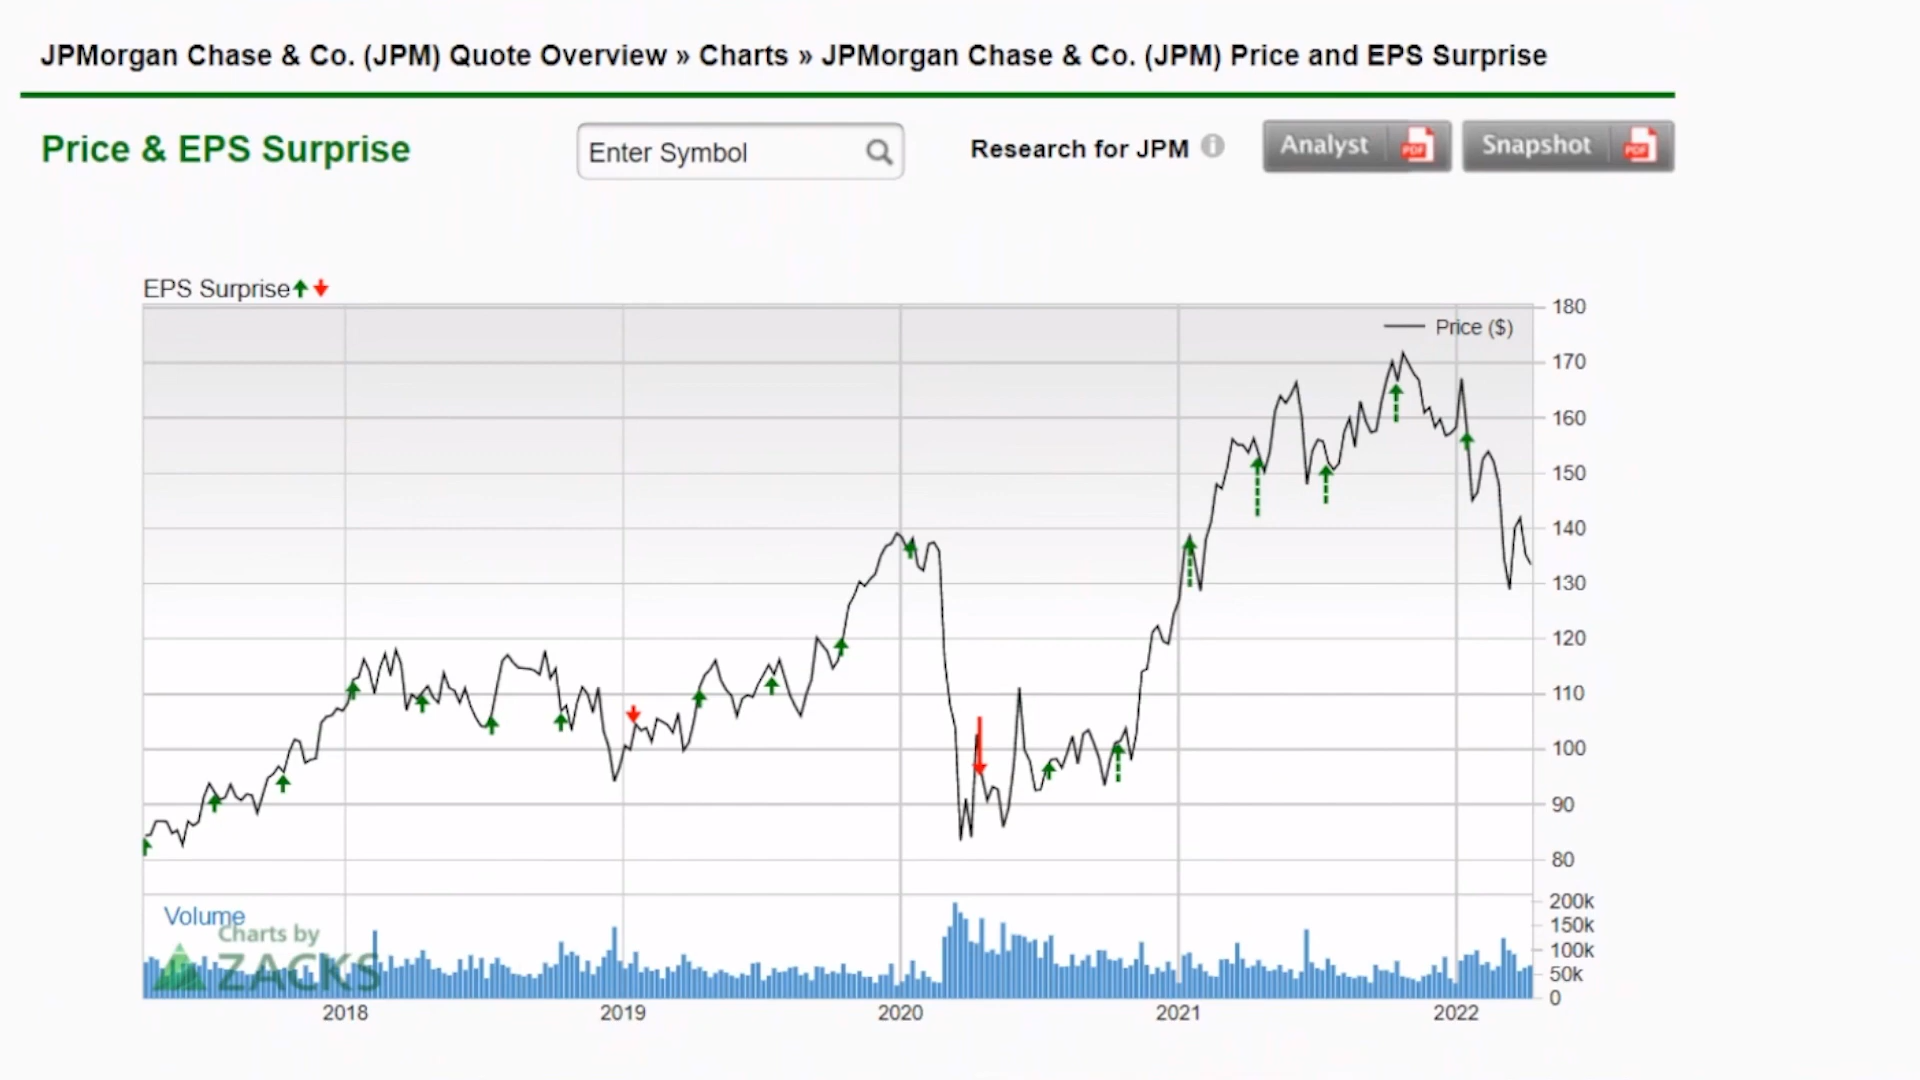 JPMorgan Chase & Co. (JPM) Quote Overview » Charts » JPMorgan Chase & Co. (JPM) Price and EPS Surprise
Price & EPS Surprise
Enter Symbol
Research for JPM
Analyst PDF
Snapshot PDF
EPS Surprise
Price ($)
180
170
160
150
140
130
120
110
100
90
80
Volume
Charts by
ZACKS
200k
150k
100k
50k
0
2018 2019 2020 2021 2022